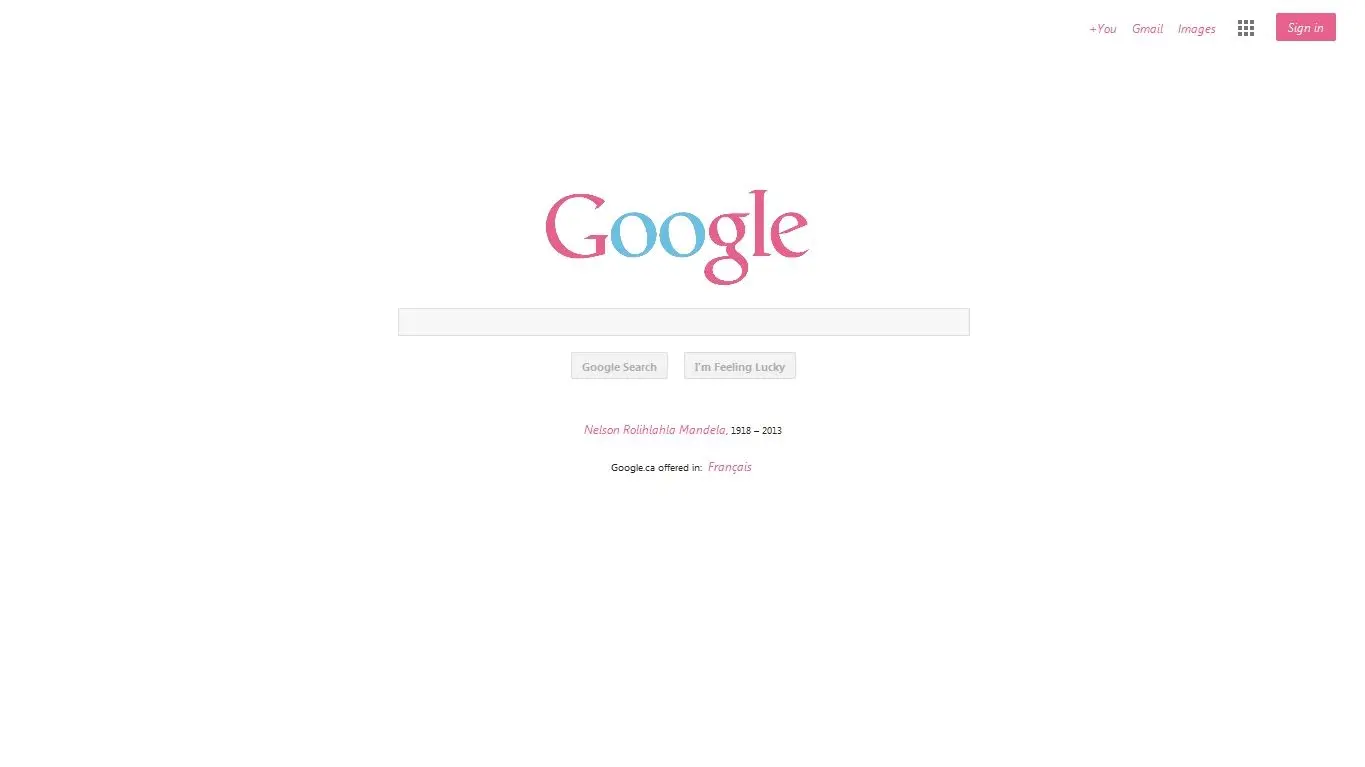 +You Gmail Images Sign in
Google
Google Search I'm Feeling Lucky
Nelson Rolihlahla Mandela, 1918 – 2013
Google.ca offered in: Français